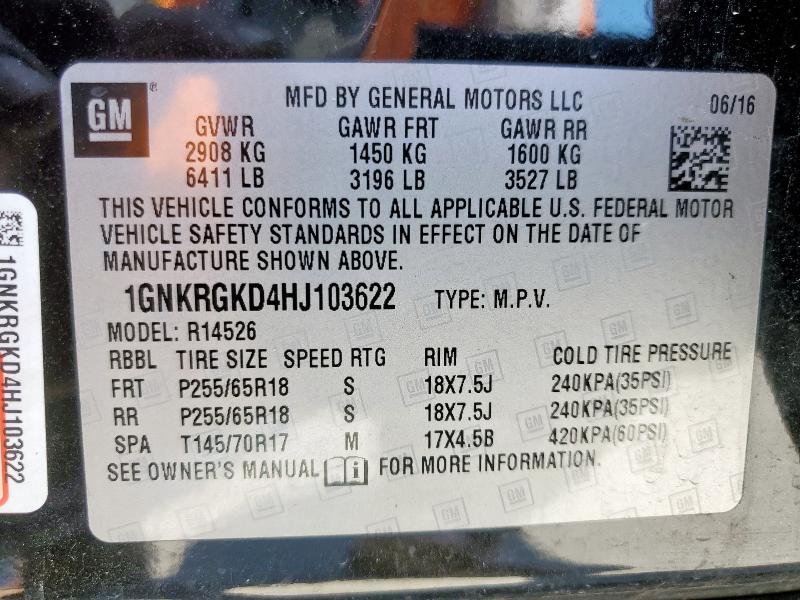 GM
MFD BY GENERAL MOTORS LLC 06/16
GVWR GAWR FRT GAWR RR
2908 KG 1450 KG 1600 KG
6411 LB 3196 LB 3527 LB
THIS VEHICLE CONFORMS TO ALL APPLICABLE U.S. FEDERAL MOTOR
VEHICLE SAFETY STANDARDS IN EFFECT ON THE DATE OF
MANUFACTURE SHOWN ABOVE.
1GNKRGKD4HJ103622 TYPE: M.P.V.
MODEL: R14526
RBBL TIRE SIZE SPEED RTG RIM COLD TIRE PRESSURE
FRT P255/65R18 S 18X7.5J 240KPA(35PSI)
RR P255/65R18 S 18X7.5J 240KPA(35PSI)
SPA T145/70R17 M 17X4.5B 420KPA(60PSI)
SEE OWNER'S MANUAL FOR MORE INFORMATION.
1GNKRGKD4HJ103622